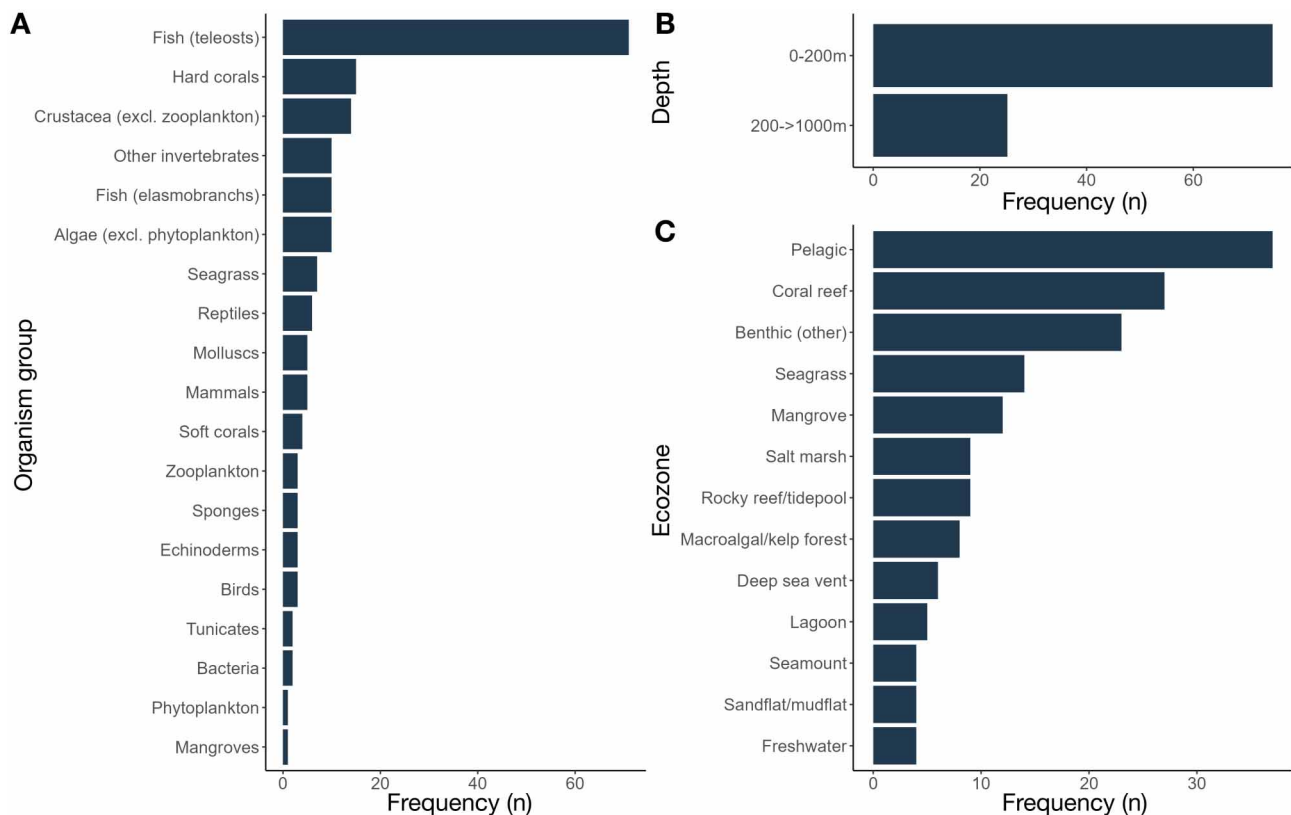 A
Fish (teleosts)
Hard corals
Crustacea (excl. zooplankton)
Other invertebrates
Fish (elasmobranchs)
Algae (excl. phytoplankton)
Seagrass
Reptiles
Molluscs
Mammals
Soft corals
Zooplankton
Sponges
Echinoderms
Birds
Tunicates
Bacteria
Phytoplankton
Mangroves
Organism group
0 20 40 60
Frequency (n)
B
0-200m
200->1000m
Depth
0 20 40 60
Frequency (n)
C
Pelagic
Coral reef
Benthic (other)
Seagrass
Mangrove
Salt marsh
Rocky reef/tidepool
Macroalgal/kelp forest
Deep sea vent
Lagoon
Seamount
Sandflat/mudflat
Freshwater
Ecozone
0 10 20 30
Frequency (n)